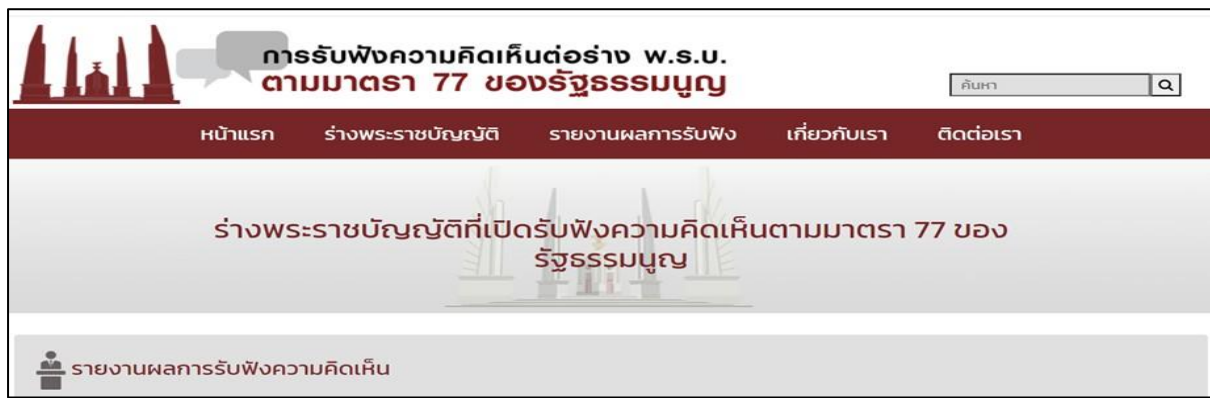 การรับฟังความคิดเห็นต่อร่าง พ.ร.บ.
ตามมาตรา 77 ของรัฐธรรมนูญ
ค้นหา
หน้าแรก ร่างพระราชบัญญัติ รายงานผลการรับฟัง เกี่ยวกับเรา ติดต่อเรา
ร่างพระราชบัญญัติที่เปิดรับฟังความคิดเห็นตามมาตรา 77 ของ
รัฐธรรมนูญ
รายงานผลการรับฟังความคิดเห็น